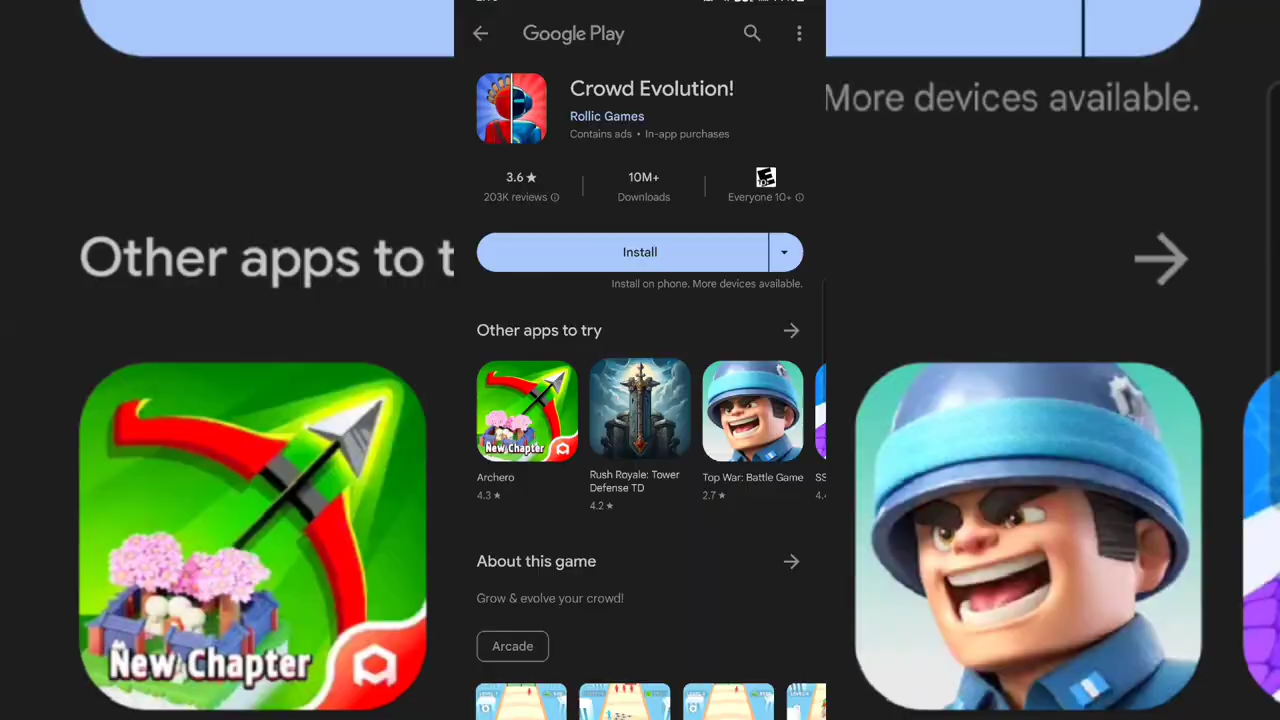 Google Play
Crowd Evolution!
Rollic Games
Contains ads • In-app purchases
3.6★
203K reviews
10M+
Downloads
Everyone 10+
Install
Install on phone. More devices available.
Other apps to try
New Chapter
Archero
4.3★
Rush Royale: Tower
Defense TD
4.2★
Top War: Battle Game
2.7★
About this game
Grow & evolve your crowd!
Arcade
More devices available.
Other apps to t
New Chapter